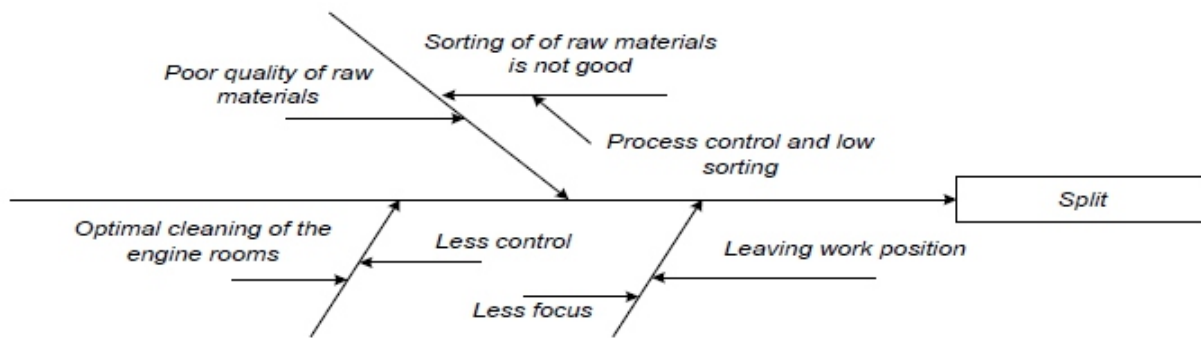 Sorting of of raw materials
is not good
Poor quality of raw
materials
Process control and low
sorting
Split
Optimal cleaning of the
engine rooms
Less control
Leaving work position
Less focus